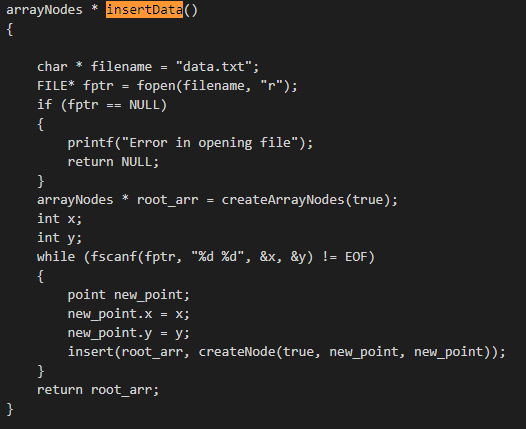 arrayNodes * insertData()
{
char * filename = "data.txt";
FILE* fptr = fopen(filename, "r");
if (fptr == NULL)
{
printf("Error in opening file");
return NULL;
}
arrayNodes * root_arr = createArrayNodes(true);
int x;
int y;
while (fscanf(fptr, "%d %d", &x, &y) != EOF)
{
point new_point;
new_point.x = x;
new_point.y = y;
insert(root_arr, createNode(true, new_point, new_point));
}
return root_arr;
}